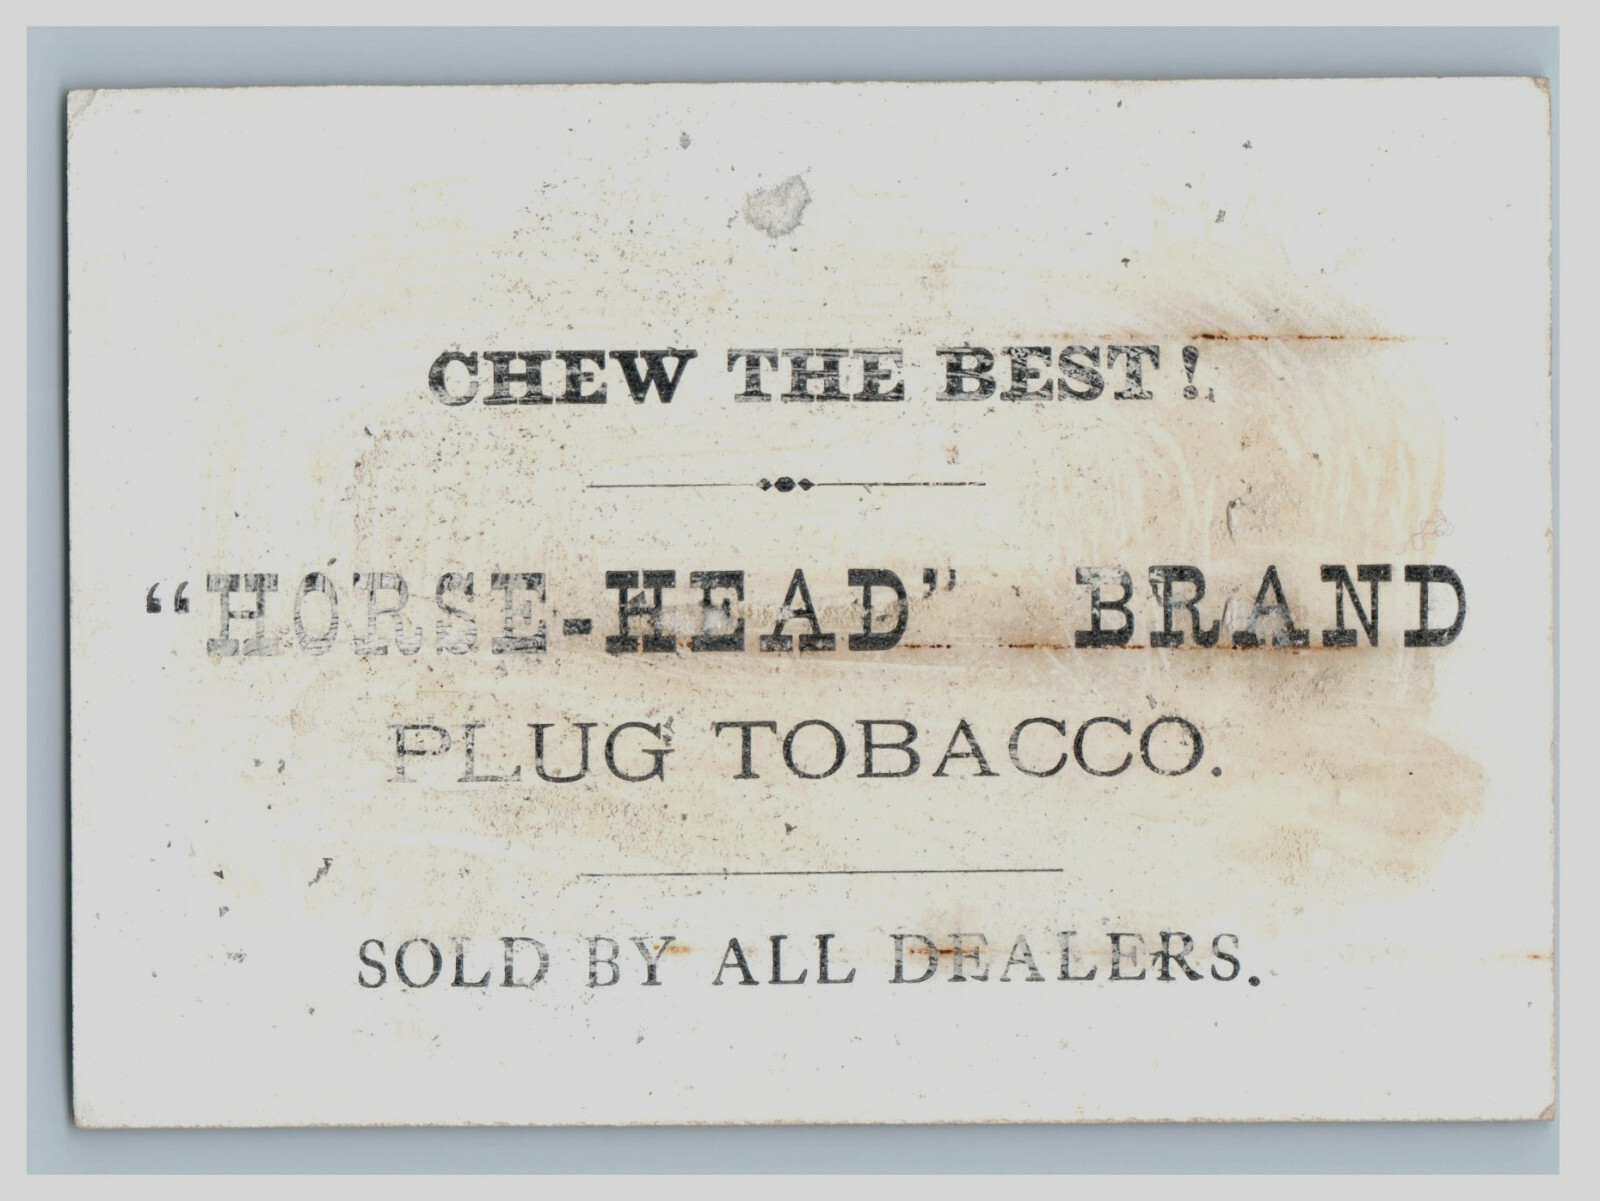 CHEW THE BEST!
"HORSE-HEAD" BRAND
PLUG TOBACCO.
SOLD BY ALL DEALERS.